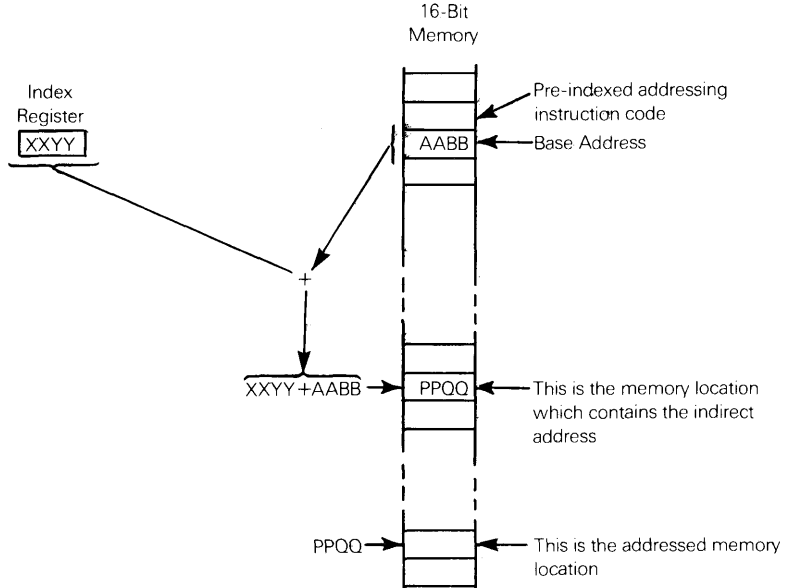 16-Bit
Memory
Index
Register
XXYY
Pre-indexed addressing
instruction code
AABB
Base Address
+
XXYY+AABB
PPQQ
This is the memory location
which contains the indirect
address
PPQQ
This is the addressed memory
location